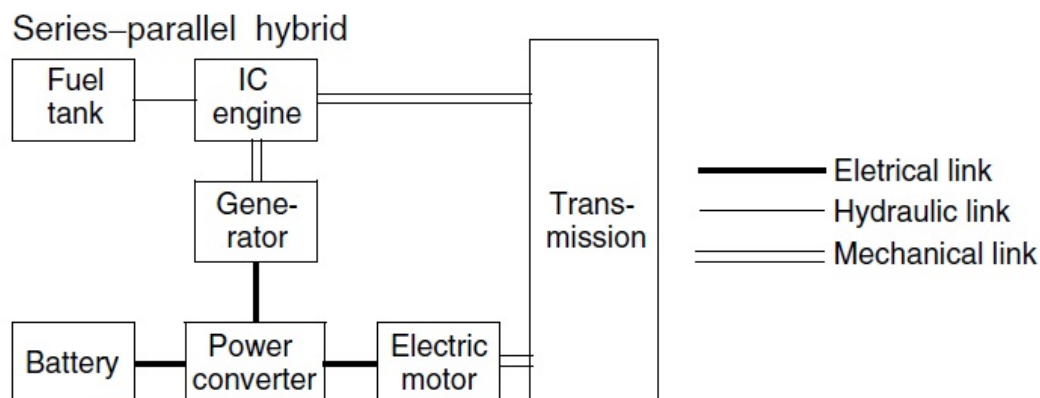 Series–parallel hybrid
Fuel
tank
IC
engine
Gene-
rator
Trans-
mission
Battery
Power
converter
Electric
motor
Eletrical link
Hydraulic link
Mechanical link